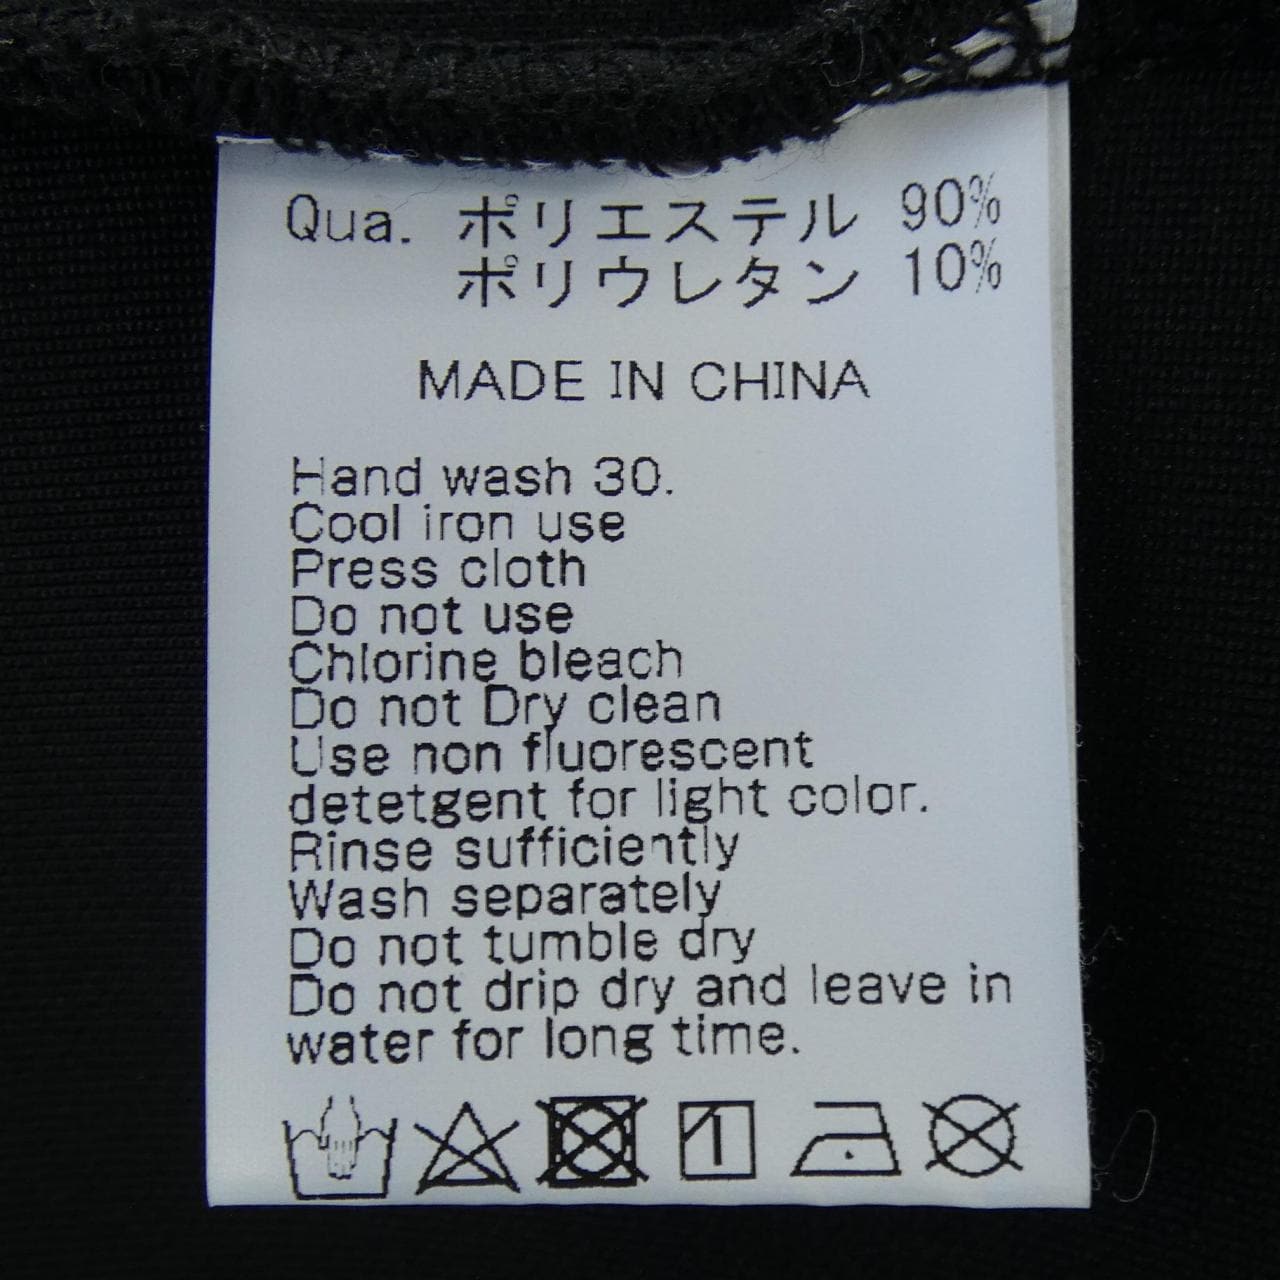 Qua. ポリエステル 90%
ポリウレタン 10%
MADE IN CHINA
Hand wash 30.
Cool iron use
Press cloth
Do not use
Chlorine bleach
Do not Dry clean
Use non fluorescent
detetgent for light color.
Rinse sufficiently
Wash separately
Do not tumble dry
Do not drip dry and leave in
water for long time.